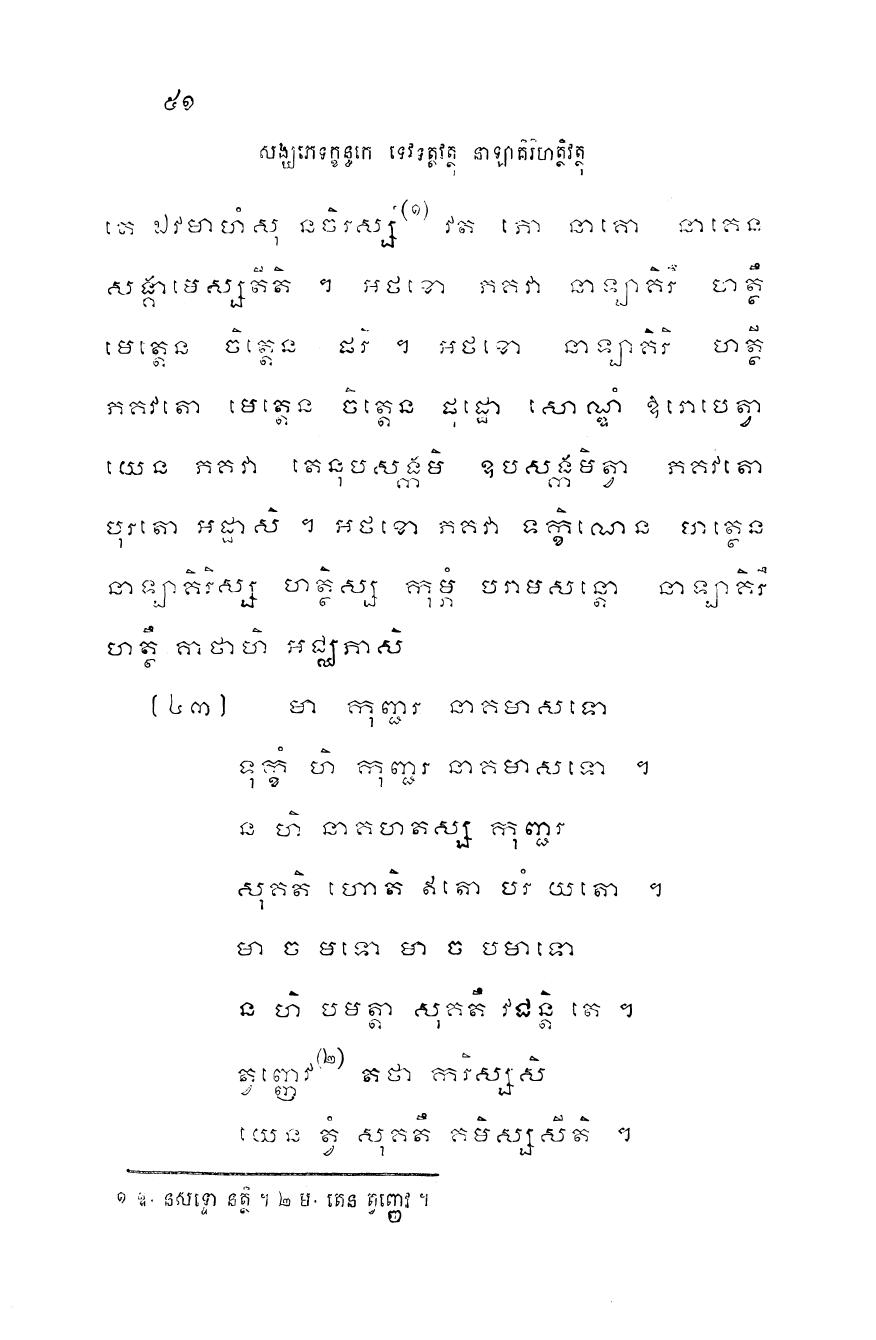 ៥១
សង្ឃភេទក្ខន្ធកេ ទេវទត្តវត្ថុ នាឡាគិរិហត្ថិវត្ថុ
តេ ឯវមាហំសុ នចិរស្ស(១) វត ភោ នាគោ នាគេន
សង្គាមេស្សតីតិ ។ អថខោ ភគវា នាឡាគិរឹ ហត្ថឹ
មេត្តេន ចិត្តេន ផរិ ។ អថខោ នាឡាគិរិ ហត្ថី
ភគវតោ មេត្តេន ចិត្តេន ផុដ្ឋោ សោណ្ឌំ ឱរោបេត្វា
យេន ភគវា តេនុបសង្កមិ ឧបសង្កមិត្វា ភគវតោ
បុរតោ អដ្ឋាសិ ។ អថខោ ភគវា ទក្ខិណេន ហត្ថេន
នាឡាគិរិស្ស ហត្ថិស្ស កុម្ភំ បរាមសន្តោ នាឡាគិរឹ
ហត្ថឹ គាថាហិ អជ្ឈភាសិ
(៤៣) មា កុញ្ជរ នាគមាសទោ
ទុក្ខំ ហិ កុញ្ជរ នាគមាសទោ ។
ន ហិ នាគហតស្ស កុញ្ជរ
សុគតិ ហោតិ ឥតោ បរំ យតោ ។
មា ច មទោ មា ច បមាទោ
ន ហិ បមត្តា សុគតឹ វជន្តិ តេ ។
ត្វញ្ញេវ(២) តថា ករិស្សសិ
យេន ត្វំ សុគតឹ គមិស្សសីតិ ។
១ ឱ. នសទ្ទោ នត្ថិ ។ ២ ម. តេន ត្វញ្ញេវ ។